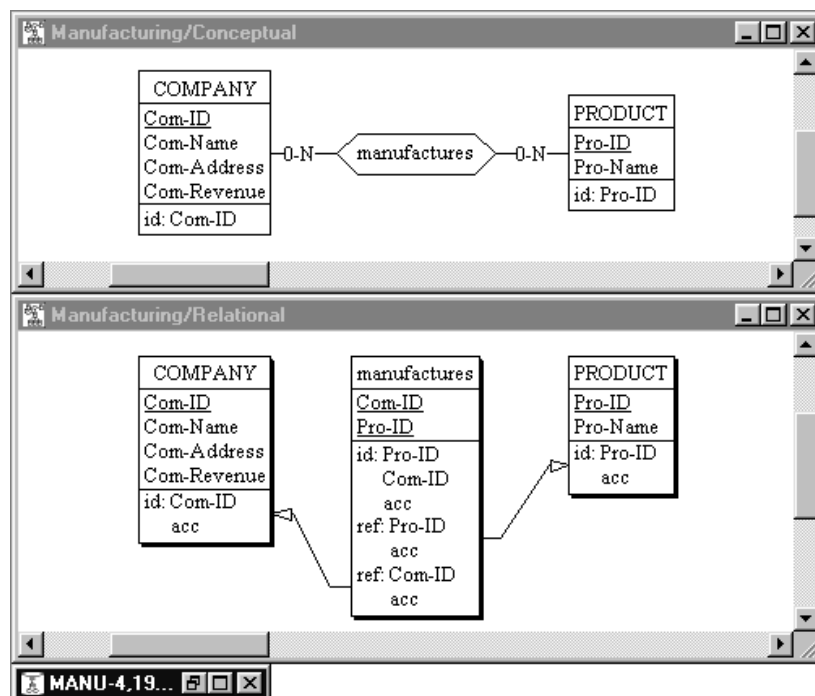 Manufacturing/Conceptual
COMPANY
Com-ID
Com-Name
Com-Address
Com-Revenue
id: Com-ID
0-N
manufactures
0-N
PRODUCT
Pro-ID
Pro-Name
id: Pro-ID
Manufacturing/Relational
COMPANY
Com-ID
Com-Name
Com-Address
Com-Revenue
id: Com-ID
acc
manufactures
Com-ID
Pro-ID
id: Pro-ID
Com-ID
acc
ref: Pro-ID
acc
ref: Com-ID
acc
PRODUCT
Pro-ID
Pro-Name
id: Pro-ID
acc
MANU-4,19...